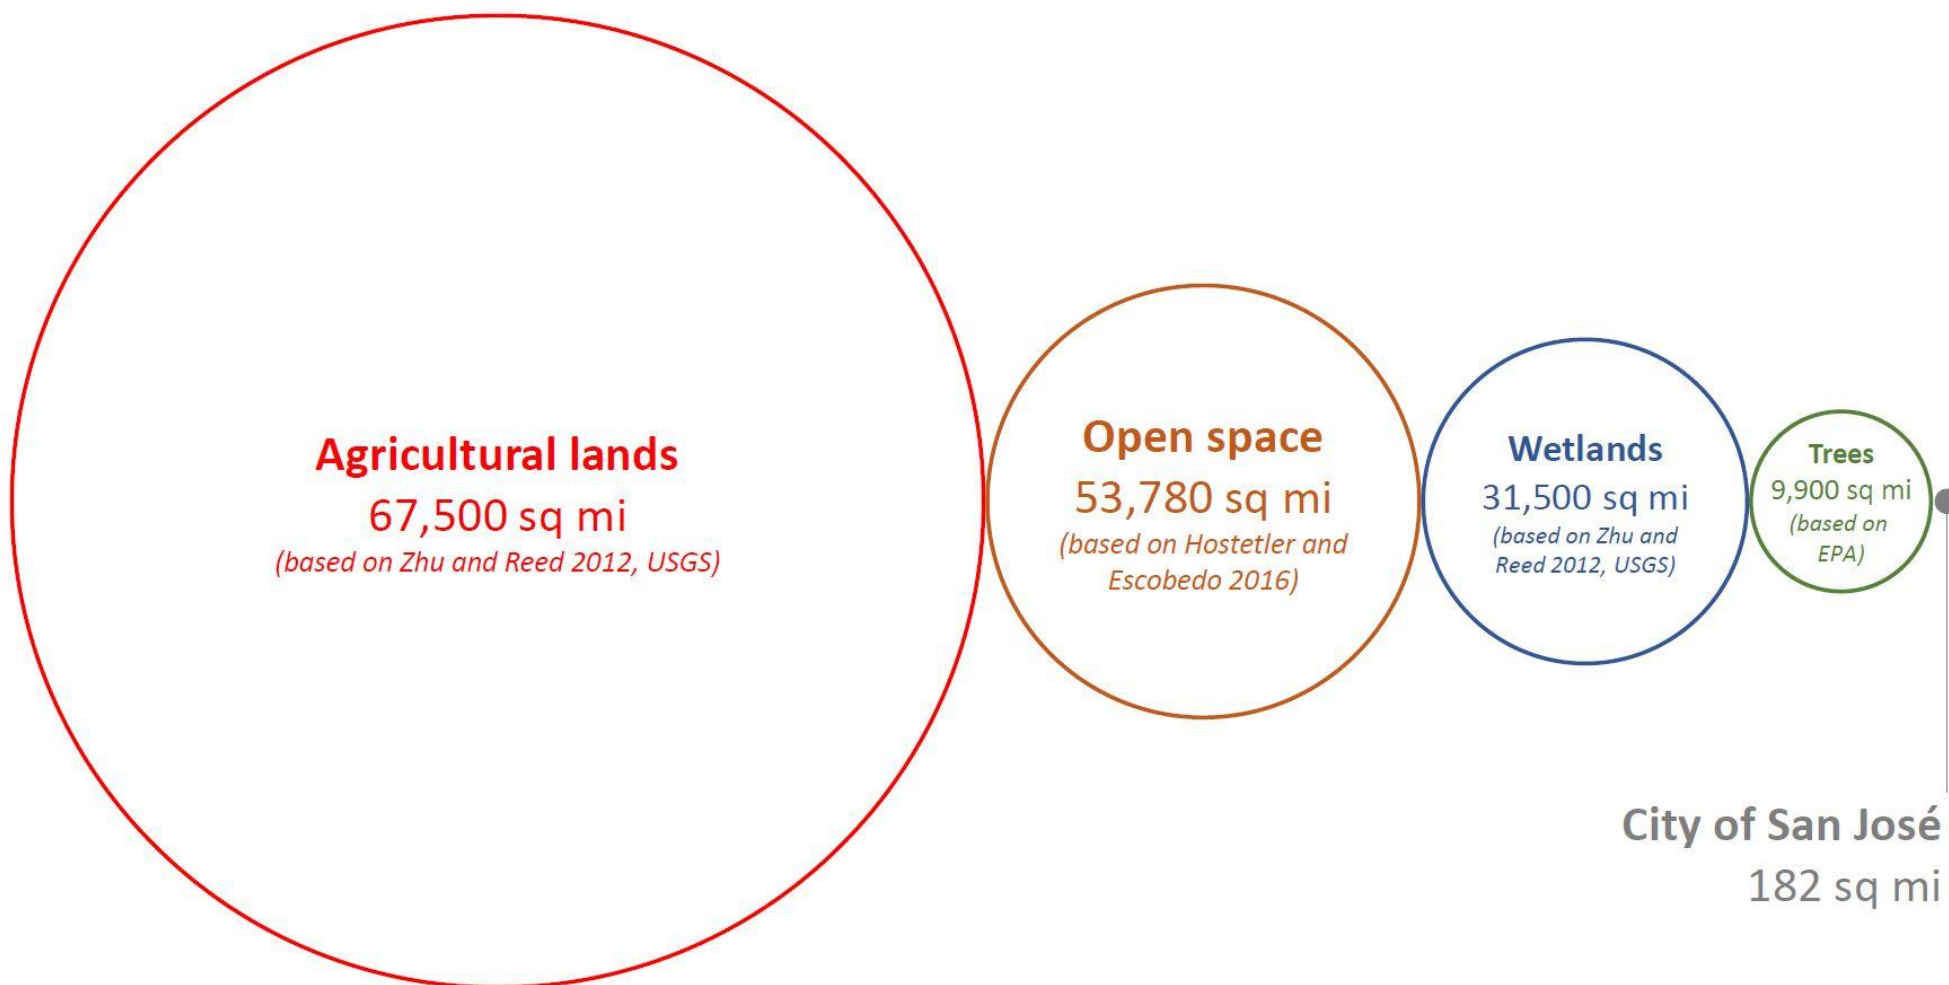 Agricultural lands
67,500 sq mi
(based on Zhu and Reed 2012, USGS)
Open space
53,780 sq mi
(based on Hostetler and
Escobedo 2016)
Wetlands
31,500 sq mi
(based on Zhu and
Reed 2012, USGS)
Trees
9,900 sq mi
(based on
EPA)
City of San José
182 sq mi